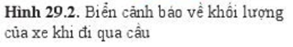 Hình 29.2. Biển cảnh báo về khối lượng
của xe khi đi qua cầu